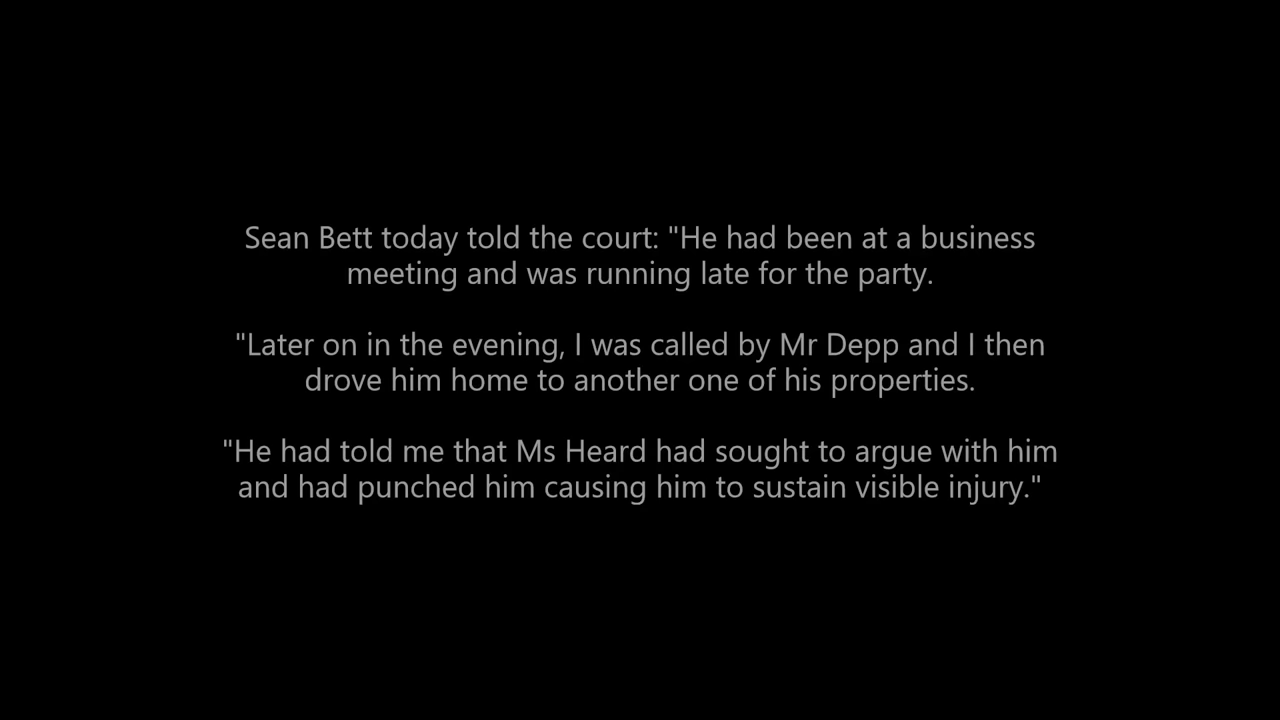 Sean Bett today told the court: "He had been at a business
meeting and was running late for the party.
"Later on in the evening, I was called by Mr Depp and I then
drove him home to another one of his properties.
"He had told me that Ms Heard had sought to argue with him
and had punched him causing him to sustain visible injury."